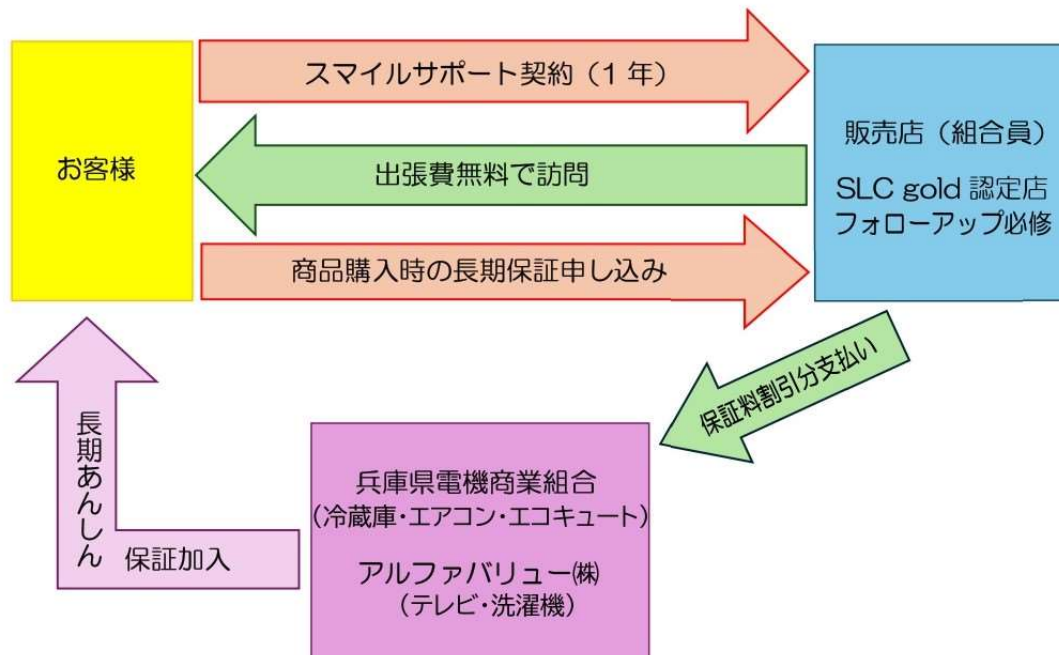 スマイルサポート契約（1 年）
お客様
出張費無料で訪問
商品購入時の長期保証申し込み
販売店（組合員）
SLC gold 認定店
フォローアップ必修
保証料割引分支払い
長期あんしん
保証加入
兵庫県電機商業組合
（冷蔵庫・エアコン・エコキュート）
アルファバリュー㈱
（テレビ・洗濯機）